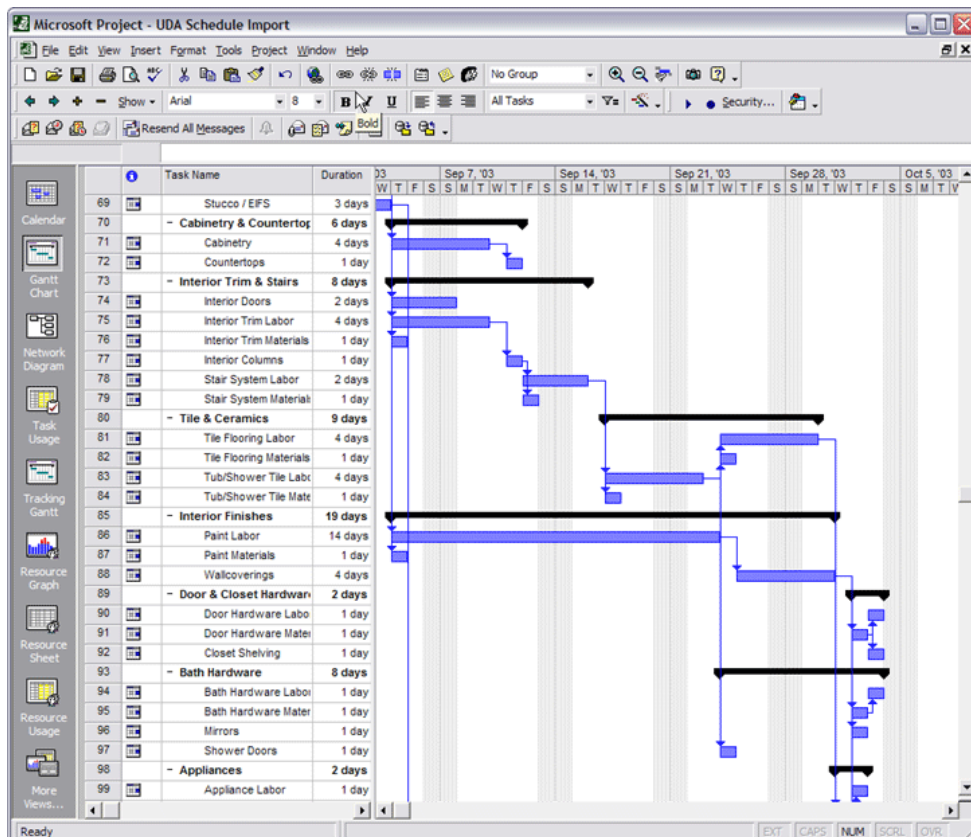 Microsoft Project - UDA Schedule Import
File Edit View Insert Format Tools Project Window Help
No Group
Show Arial 8 B I U All Tasks Security...
Resend All Messages Bold
Task Name Duration 03 Sep 7, '03 Sep 14, '03 Sep 21, '03 Sep 28, '03 Oct 5, '03
W T F S S M T W T F S S M T W T F S S M T W T F S S M T W T F S S M T W
69 Stucco / EIFS 3 days
70 - Cabinetry & Countertop 6 days
71 Cabinetry 4 days
72 Countertops 1 day
73 - Interior Trim & Stairs 8 days
74 Interior Doors 2 days
75 Interior Trim Labor 4 days
76 Interior Trim Materials 1 day
77 Interior Columns 1 day
78 Stair System Labor 2 days
79 Stair System Material 1 day
80 - Tile & Ceramics 9 days
81 Tile Flooring Labor 4 days
82 Tile Flooring Materials 1 day
83 Tub/Shower Tile Labo 4 days
84 Tub/Shower Tile Mate 1 day
85 - Interior Finishes 19 days
86 Paint Labor 14 days
87 Paint Materials 1 day
88 Wallcoverings 4 days
89 - Door & Closet Hardware 2 days
90 Door Hardware Labo 1 day
91 Door Hardware Mater 1 day
92 Closet Shelving 1 day
93 - Bath Hardware 8 days
94 Bath Hardware Labor 1 day
95 Bath Hardware Mater 1 day
96 Mirrors 1 day
97 Shower Doors 1 day
98 - Appliances 2 days
99 Appliance Labor 1 day
Calendar
Gantt
Chart
Network
Diagram
Task
Usage
Tracking
Gantt
Resource
Graph
Resource
Sheet
Resource
Usage
More
Views...
Ready EXT CAPS NUM SCRL OVR